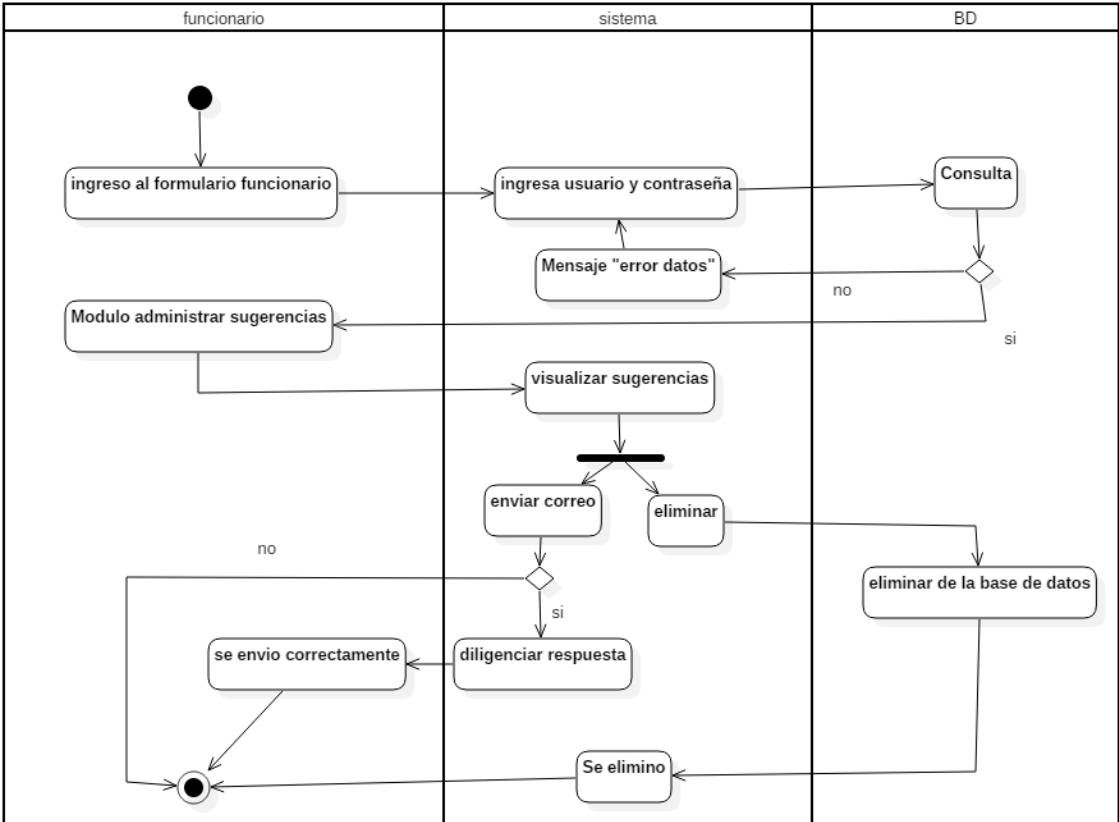 funcionario
sistema
BD
ingreso al formulario funcionario
ingresa usuario y contraseña
Consulta
Mensaje "error datos"
no
si
Modulo administrar sugerencias
visualizar sugerencias
enviar correo
eliminar
no
eliminar de la base de datos
si
se envio correctamente
diligenciar respuesta
Se elimino